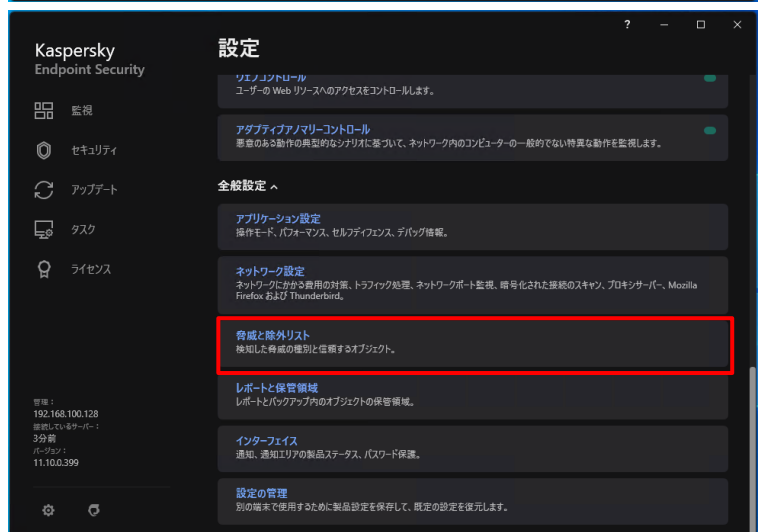 Kaspersky
Endpoint Security
監視
セキュリティ
アップデート
タスク
ライセンス
管理：
192.168.100.128
接続しているサーバー：
3分前
バージョン：
11.10.0.399
?
設定
ウェブコントロール
ユーザーの Web リソースへのアクセスをコントロールします。
アダプティブアノマリーコントロール
悪意のある動作の典型的なシナリオに基づいて、ネットワーク内のコンピューターの一般的でない特異な動作を監視します。
全般設定
アプリケーション設定
操作モード、パフォーマンス、セルフディフェンス、デバッグ情報。
ネットワーク設定
ネットワークにかかる費用の対策、トラフィック処理、ネットワークポート監視、暗号化された接続のスキャン、プロキシサーバー、Mozilla
Firefox および Thunderbird。
脅威と除外リスト
検知した脅威の種別と信頼するオブジェクト。
レポートと保管領域
レポートとバックアップ内のオブジェクトの保管領域。
インターフェイス
通知、通知エリアの製品ステータス、パスワード保護。
設定の管理
別の端末で使用するために製品設定を保存して、既定の設定を復元します。